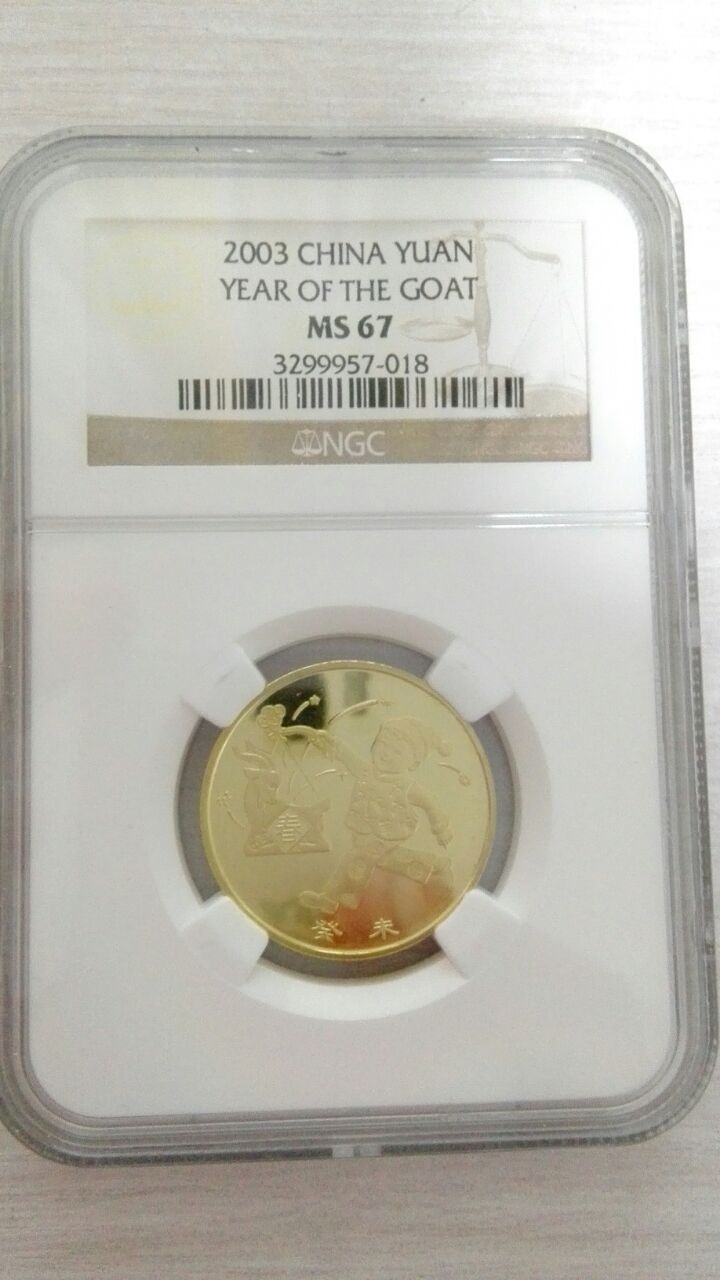 2003 CHINA YUAN
YEAR OF THE GOAT
MS 67
3299957-018
NGC
春
癸 未